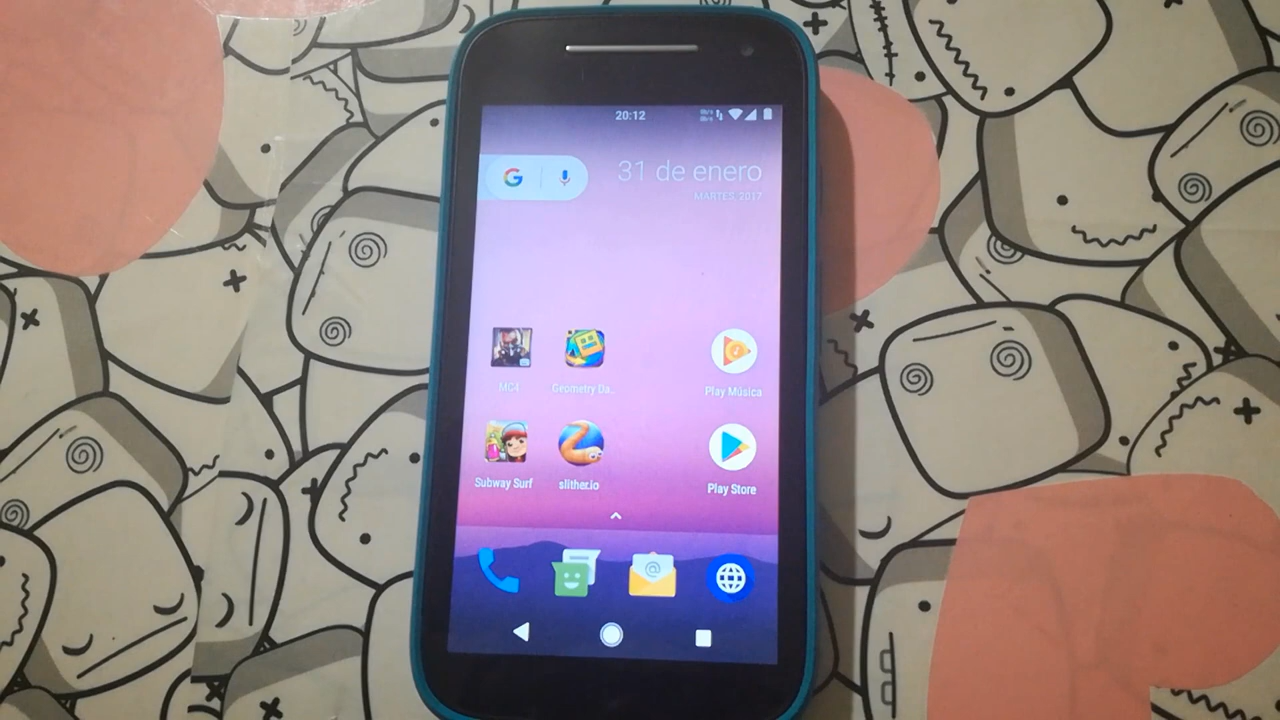 20:12
31 de enero
MARTES, 2017
MC4
Geometry Da..
Play Música
Subway Surf
slither.io
Play Store